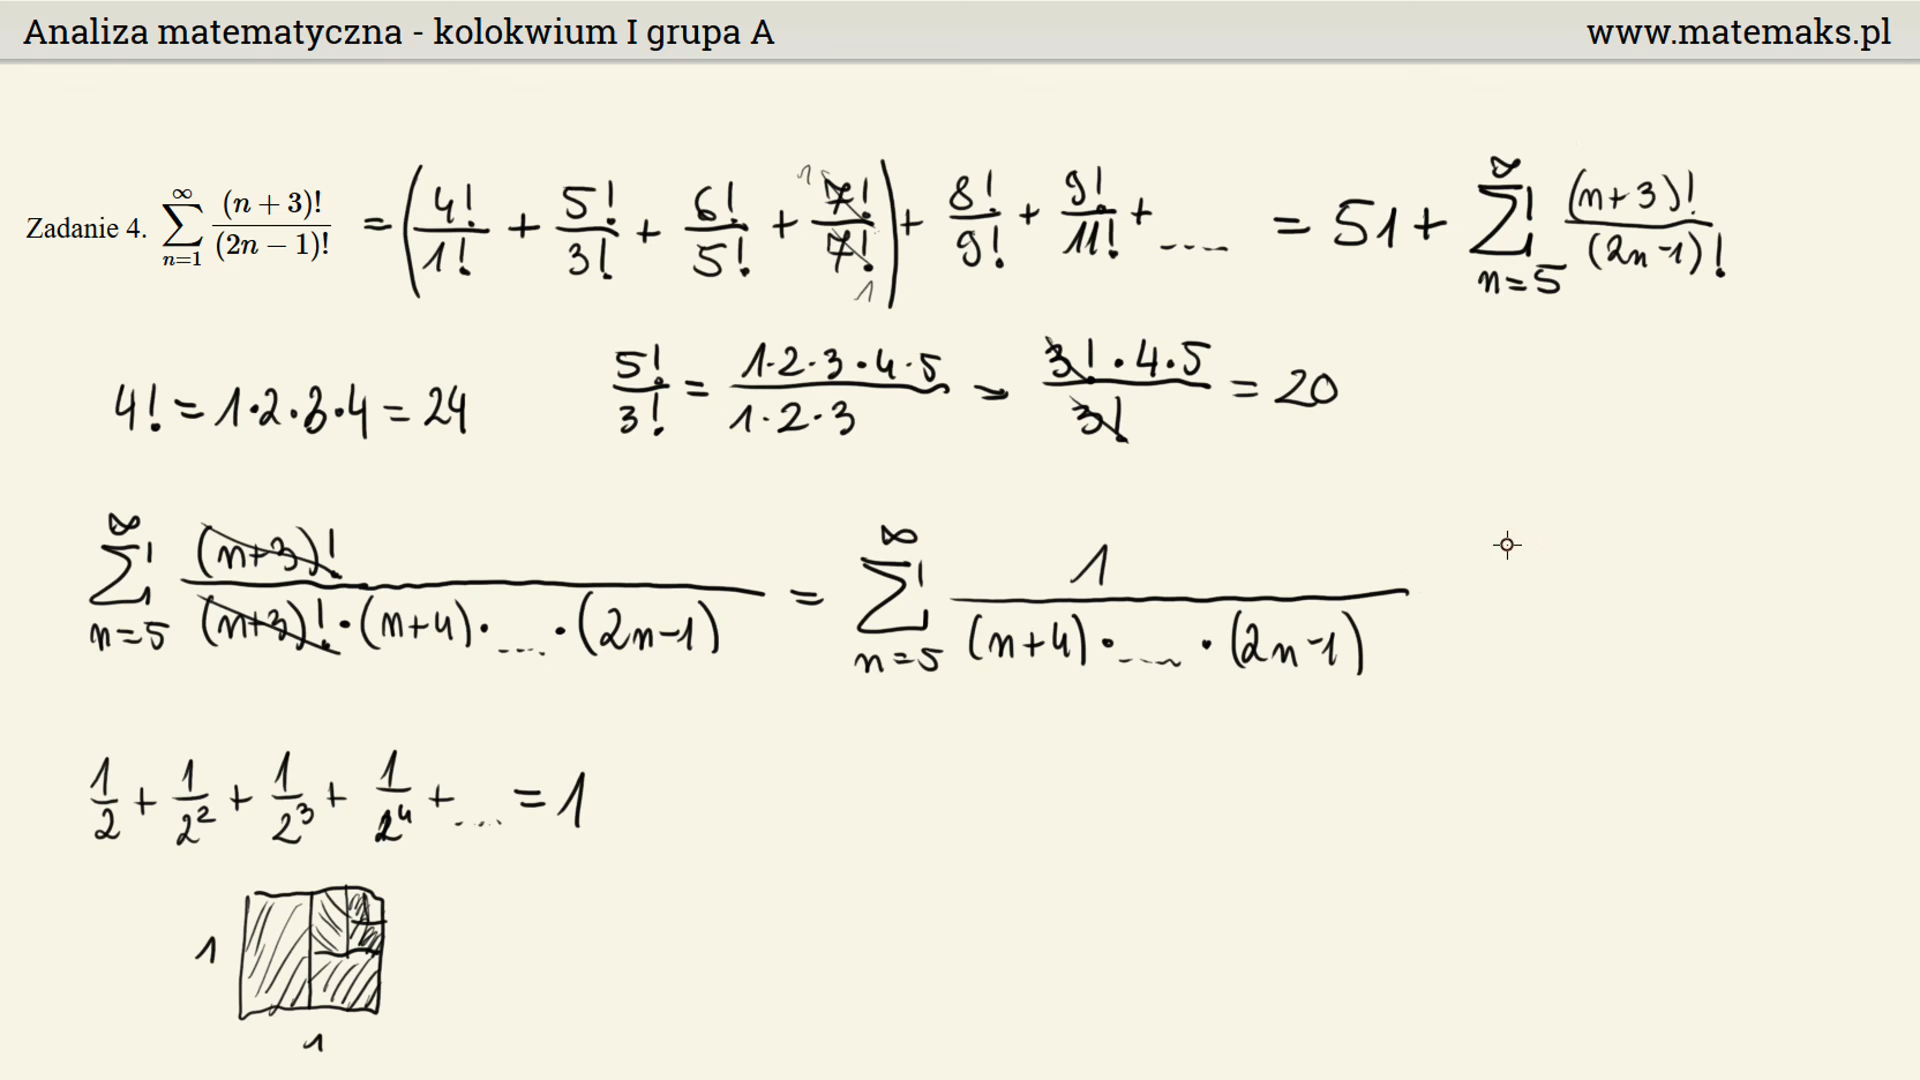 Analiza matematyczna - kolokwium I grupa A www.matemaks.pl
Zadanie 4. ∑_{n=1}^{∞} (n + 3)!/(2n − 1)! = (4!/1! + 5!/3! + 6!/5! + 7!/7!) + 8!/9! + 9!/11! + .... = 51 + ∑_{n=5}^{∞} (n+3)!/(2n-1)!
1
1
4! = 1·2·3·4 = 24 5!/3! = 1·2·3·4·5/1·2·3 = 3!·4·5/3! = 20
∑_{n=5}^{∞} (n+3)!/(n+3)!·(n+4)·....·(2n-1) = ∑_{n=5}^{∞} 1/(n+4)·....·(2n-1)
1/2 + 1/2² + 1/2³ + 1/2⁴ + .... = 1
1
1